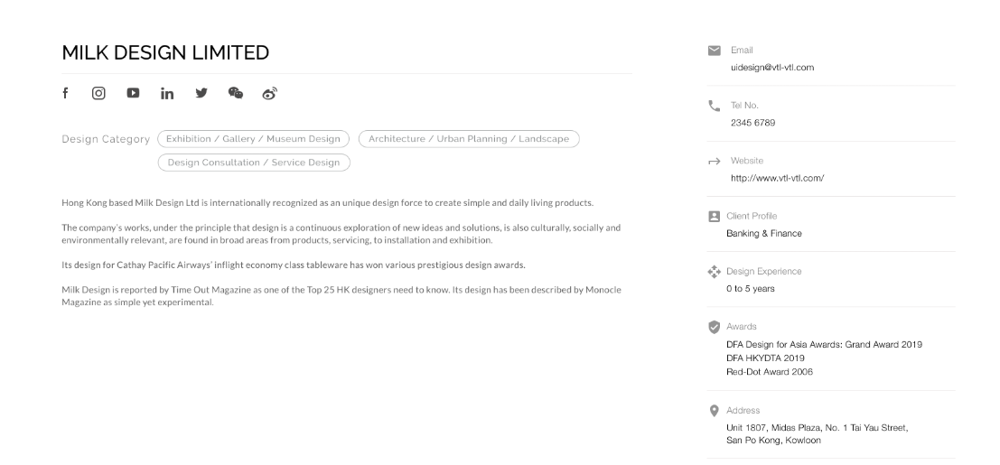 MILK DESIGN LIMITED
Design Category
Exhibition / Gallery / Museum Design
Architecture / Urban Planning / Landscape
Design Consultation / Service Design
Hong Kong based Milk Design Ltd is internationally recognized as an unique design force to create simple and daily living products.
The company's works, under the principle that design is a continuous exploration of new ideas and solutions, is also culturally, socially and
environmentally relevant, are found in broad areas from products, servicing, to installation and exhibition.
Its design for Cathay Pacific Airways' inflight economy class tableware has won various prestigious design awards.
Milk Design is reported by Time Out Magazine as one of the Top 25 HK designers need to know. Its design has been described by Monocle
Magazine as simple yet experimental.
Email
uidesign@vtl-vtl.com
Tel No.
2345 6789
Website
http://www.vtl-vtl.com/
Client Profile
Banking & Finance
Design Experience
0 to 5 years
Awards
DFA Design for Asia Awards: Grand Award 2019
DFA HKYDTA 2019
Red-Dot Award 2006
Address
Unit 1807, Midas Plaza, No. 1 Tai Yau Street,
San Po Kong, Kowloon